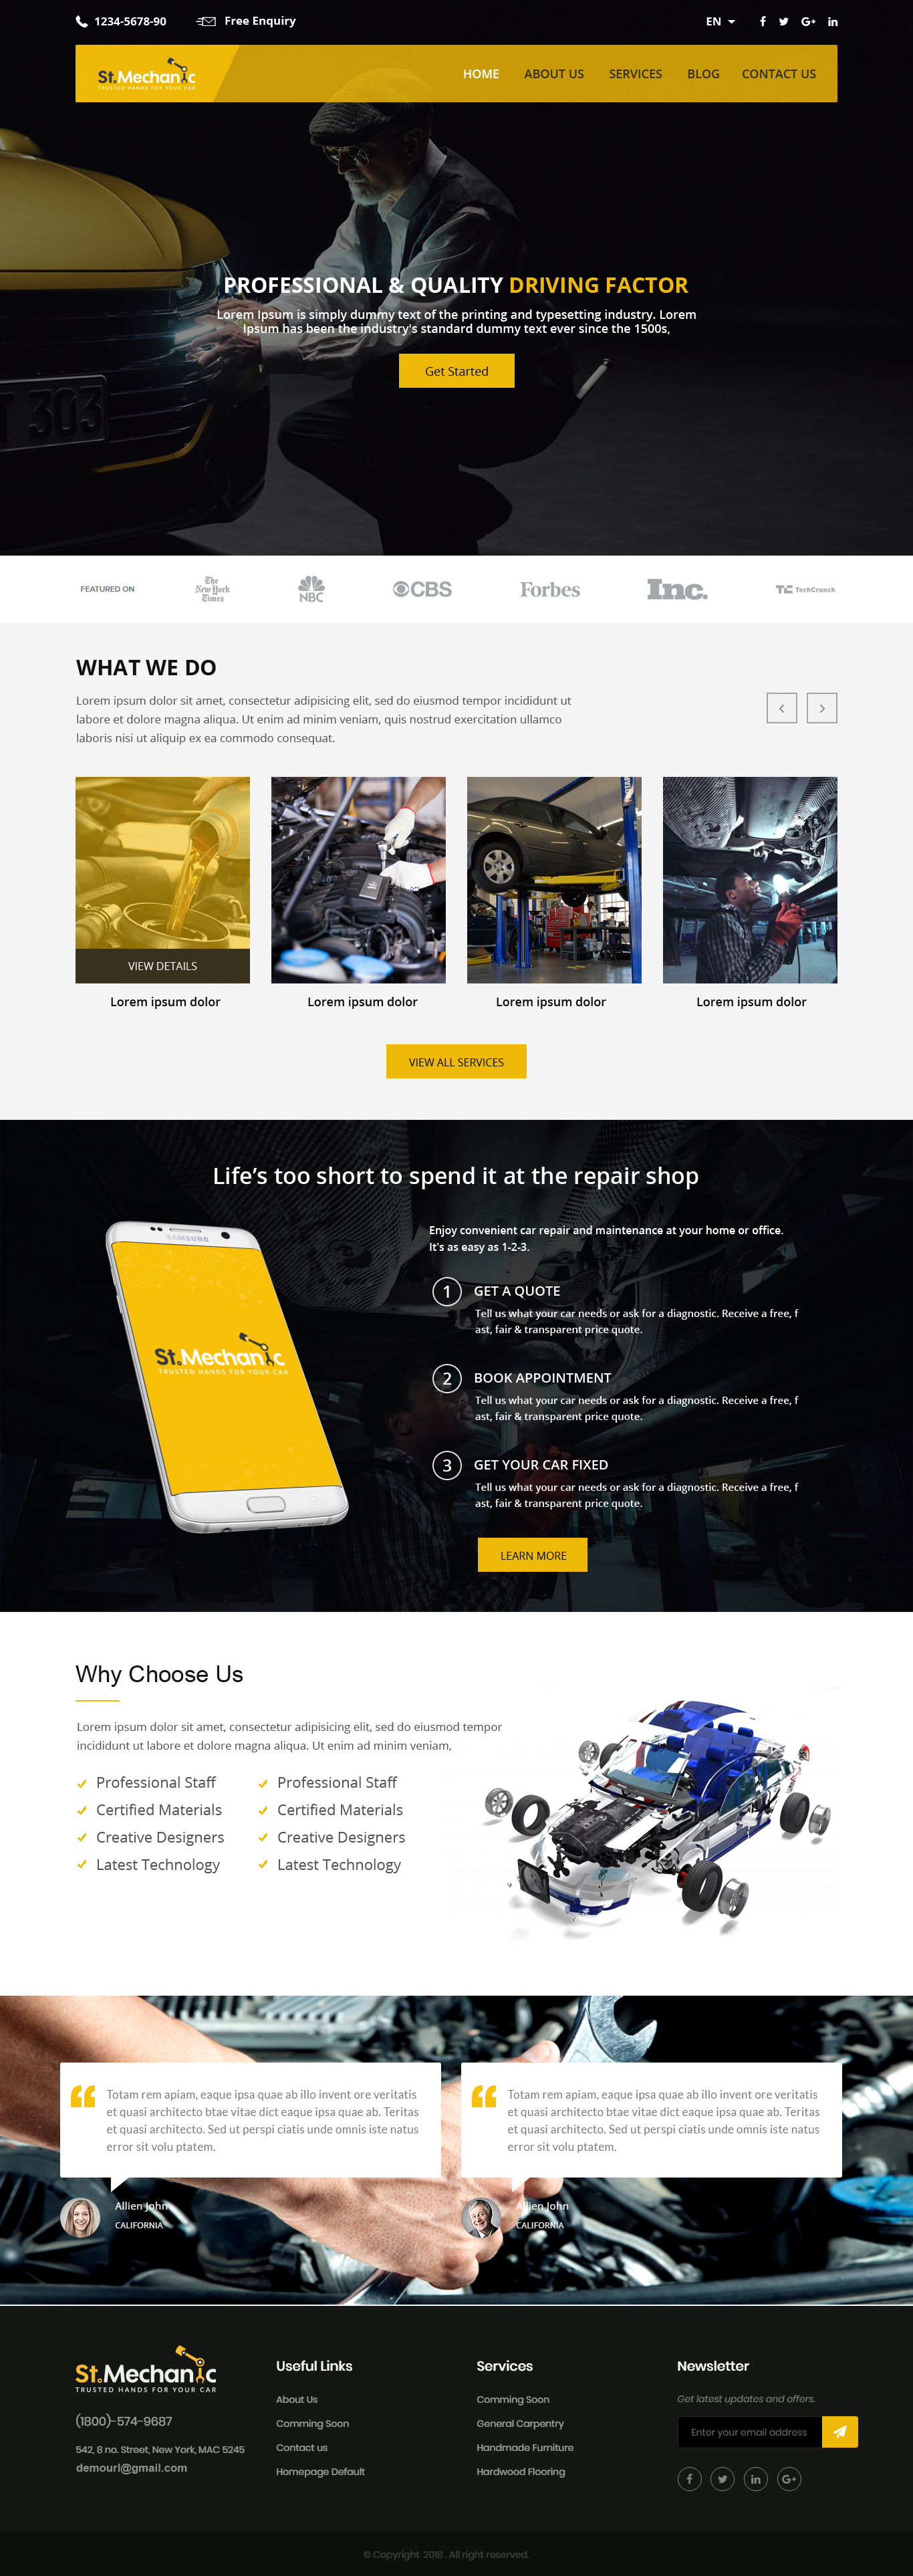 1234-5678-90
Free Enquiry
EN
St.Mechanic
TRUSTED HANDS FOR YOUR CAR
HOME
ABOUT US
SERVICES
BLOG
CONTACT US
303
PROFESSIONAL & QUALITY DRIVING FACTOR
Lorem Ipsum is simply dummy text of the printing and typesetting industry. Lorem
Ipsum has been the industry's standard dummy text ever since the 1500s,
Get Started
FEATURED ON
The
New York
Times
NBC
CBS
Forbes
Inc.
TechCrunch
WHAT WE DO
Lorem ipsum dolor sit amet, consectetur adipisicing elit, sed do eiusmod tempor incididunt ut
labore et dolore magna aliqua. Ut enim ad minim veniam, quis nostrud exercitation ullamco
laboris nisi ut aliquip ex ea commodo consequat.
VIEW DETAILS
Lorem ipsum dolor
Lorem ipsum dolor
Lorem ipsum dolor
Lorem ipsum dolor
VIEW ALL SERVICES
Life’s too short to spend it at the repair shop
SAMSUNG
St.Mechanic
TRUSTED HANDS FOR YOUR CAR
Enjoy convenient car repair and maintenance at your home or office.
It's as easy as 1-2-3.
1
GET A QUOTE
Tell us what your car needs or ask for a diagnostic. Receive a free, f
ast, fair & transparent price quote.
2
BOOK APPOINTMENT
Tell us what your car needs or ask for a diagnostic. Receive a free, f
ast, fair & transparent price quote.
3
GET YOUR CAR FIXED
Tell us what your car needs or ask for a diagnostic. Receive a free, f
ast, fair & transparent price quote.
LEARN MORE
Why Choose Us
Lorem ipsum dolor sit amet, consectetur adipisicing elit, sed do eiusmod tempor
incididunt ut labore et dolore magna aliqua. Ut enim ad minim veniam,
Professional Staff
Certified Materials
Creative Designers
Latest Technology
Professional Staff
Certified Materials
Creative Designers
Latest Technology
Totam rem apiam, eaque ipsa quae ab illo invent ore veritatis
et quasi architecto btae vitae dict eaque ipsa quae ab. Teritas
et quasi architecto. Sed ut perspi ciatis unde omnis iste natus
error sit volu ptatem.
Allien John
CALIFORNIA
Totam rem apiam, eaque ipsa quae ab illo invent ore veritatis
et quasi architecto btae vitae dict eaque ipsa quae ab. Teritas
et quasi architecto. Sed ut perspi ciatis unde omnis iste natus
error sit volu ptatem.
Allien John
CALIFORNIA
St.Mechanic
TRUSTED HANDS FOR YOUR CAR
(1800)-574-9687
542, 8 no. Street, New York, MAC 5245
demourl@gmail.com
Useful Links
About Us
Comming Soon
Contact us
Homepage Default
Services
Comming Soon
General Carpentry
Handmade Furniture
Hardwood Flooring
Newsletter
Get latest updates and offers.
Enter your email address
© Copyright 2018 . All right reserved.